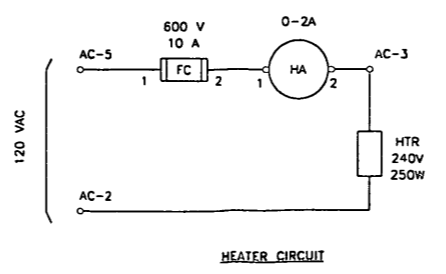 600 V
10 A
0-2A
AC-5
AC-3
1
FC
2
1
HA
2
120 VAC
HTR
240V
250W
AC-2
HEATER CIRCUIT